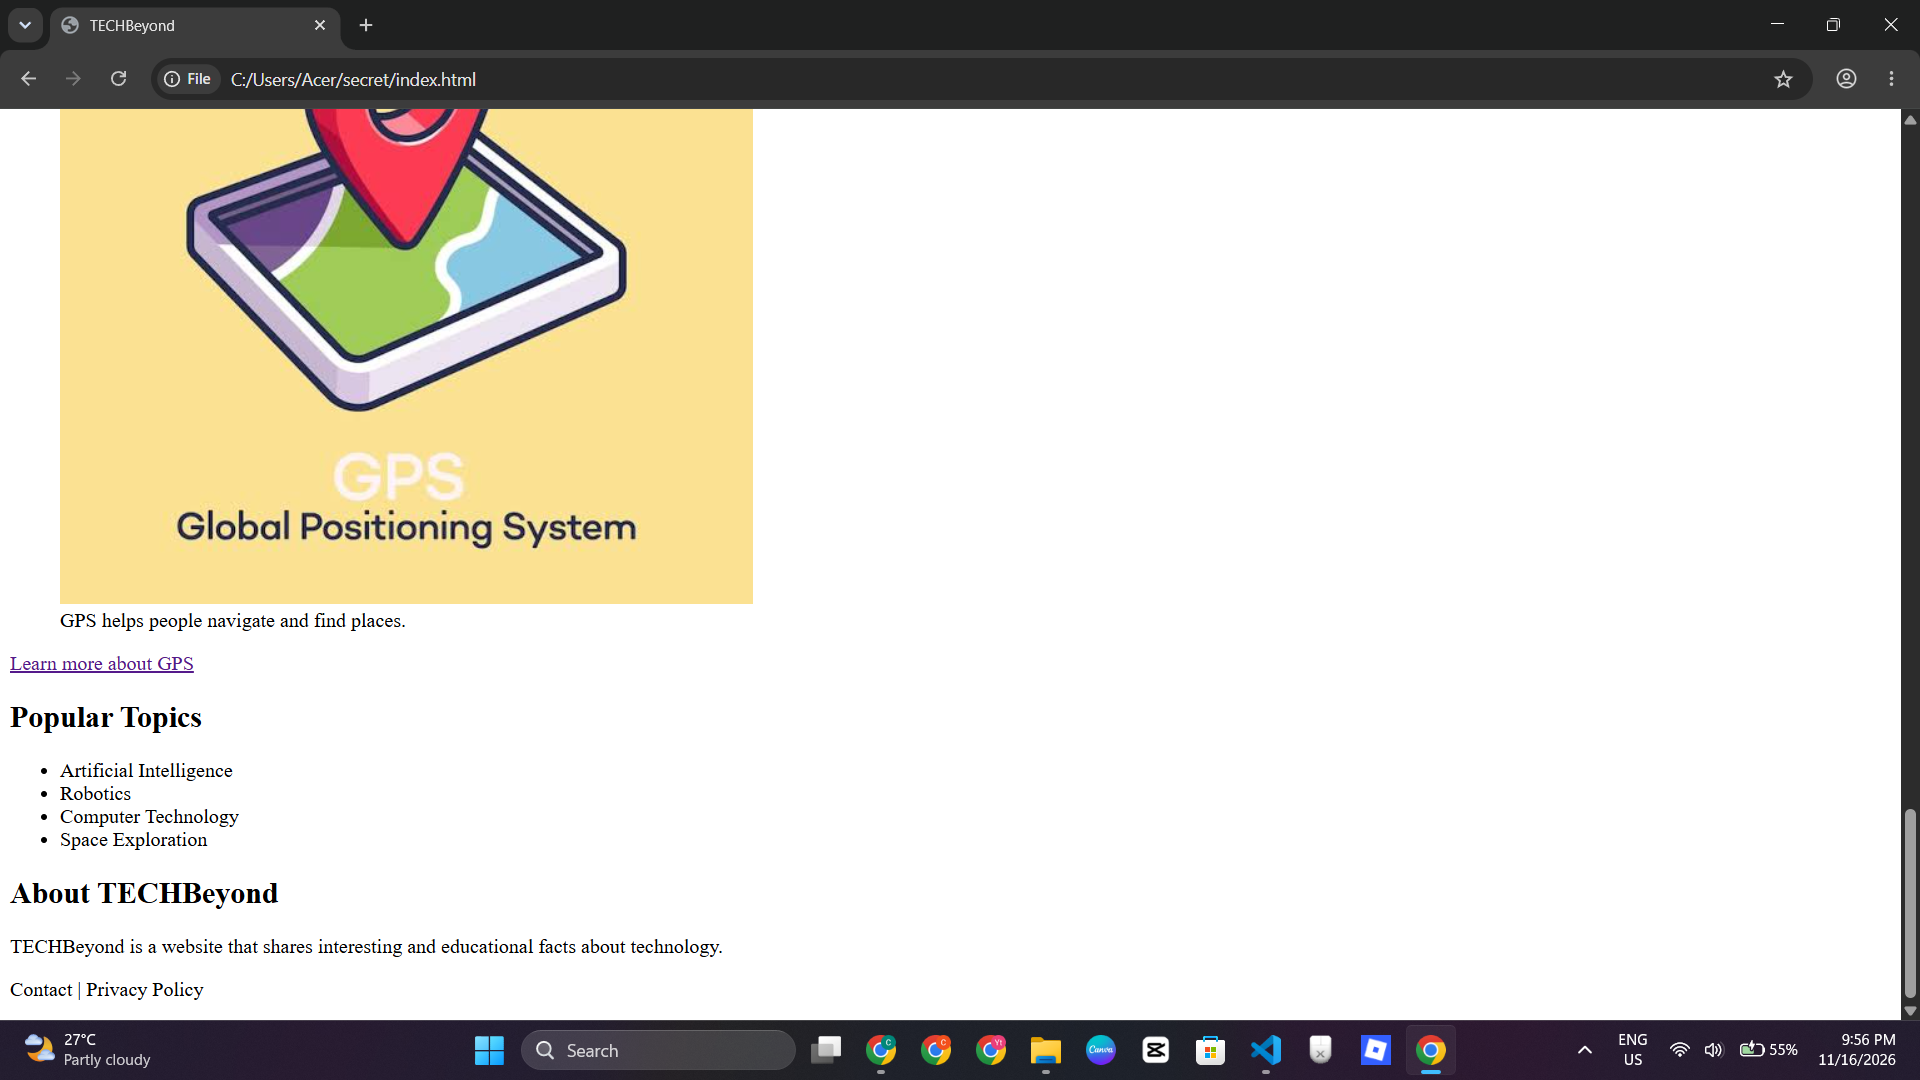 TECHBeyond
File
C:/Users/Acer/secret/index.html
GPS
Global Positioning System
GPS helps people navigate and find places.
Learn more about GPS
Popular Topics
• Artificial Intelligence
• Robotics
• Computer Technology
• Space Exploration
About TECHBeyond
TECHBeyond is a website that shares interesting and educational facts about technology.
Contact | Privacy Policy
27°C
Partly cloudy
Search
C
C
Yt
Canva
ENG
US
55%
9:56 PM
11/16/2026